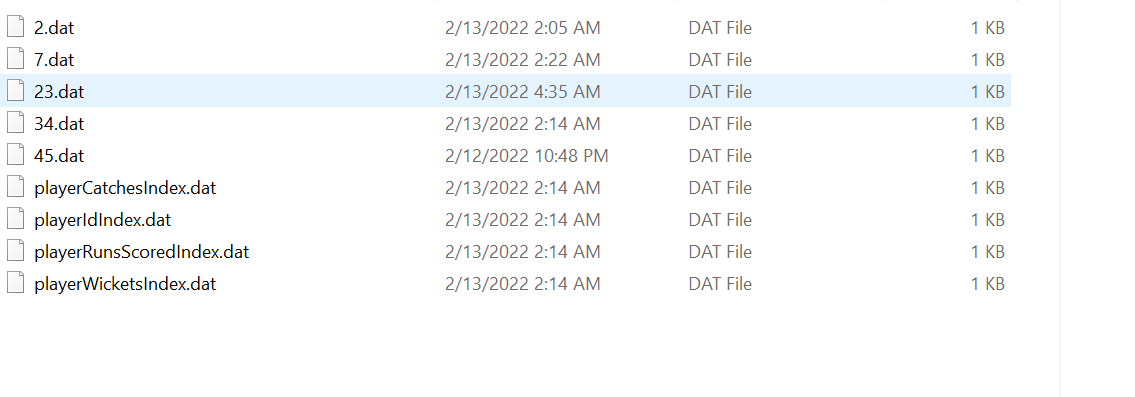 2.dat 2/13/2022 2:05 AM DAT File 1 KB
7.dat 2/13/2022 2:22 AM DAT File 1 KB
23.dat 2/13/2022 4:35 AM DAT File 1 KB
34.dat 2/13/2022 2:14 AM DAT File 1 KB
45.dat 2/12/2022 10:48 PM DAT File 1 KB
playerCatchesIndex.dat 2/13/2022 2:14 AM DAT File 1 KB
playerIdIndex.dat 2/13/2022 2:14 AM DAT File 1 KB
playerRunsScoredIndex.dat 2/13/2022 2:14 AM DAT File 1 KB
playerWicketsIndex.dat 2/13/2022 2:14 AM DAT File 1 KB